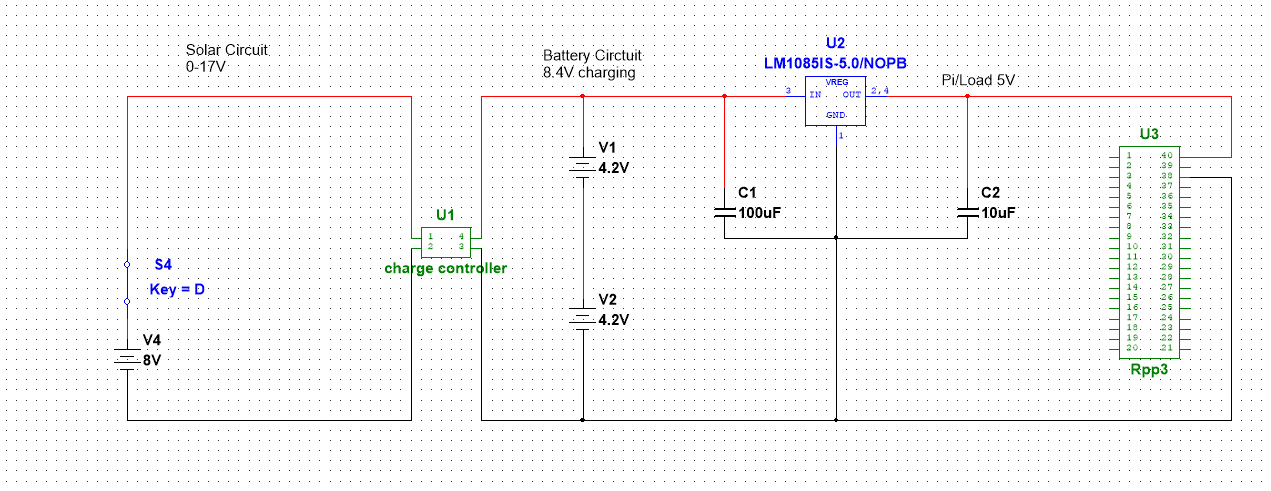 Solar Circuit
0-17V
Battery Circtuit
8.4V charging
U2
LM1085IS-5.0/NOPB
VREG
3 IN OUT 2,4
GND
1
Pi/Load 5V
U3
V1
4.2V
C1
100uF
C2
10uF
U1
1 4
2 3
charge controller
S4
Key = D
V2
4.2V
V4
8V
1 40
2 39
3 38
4 37
5 36
6 35
7 34
8 33
9 32
10 31
11 30
12 29
13 28
14 27
15 26
16 25
17 24
18 23
19 22
20 21
Rpp3